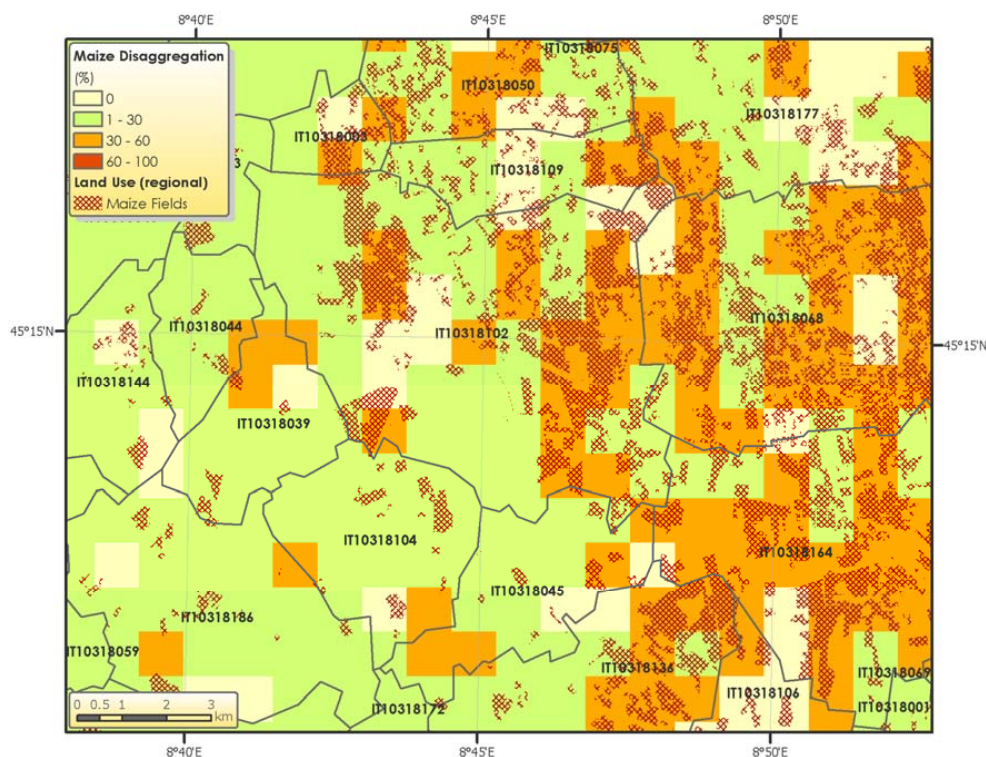 8°40'E 8°45'E 8°50'E
Maize Disaggregation
(%)
0
1 - 30
30 - 60
60 - 100
Land Use (regional)
Maize Fields
IT10318075
IT10318050
IT10318177
IT10318003
IT10318109
3
IT10318044
IT10318102
IT10318068
45°15'N
45°15'N
IT10318144
IT10318039
IT10318104
IT10318164
IT10318045
IT10318186
IT10318059
IT10318136
IT10318069
IT10318106
IT10318172
IT10318001
0 0.5 1 2 3
km
8°40'E 8°45'E 8°50'E